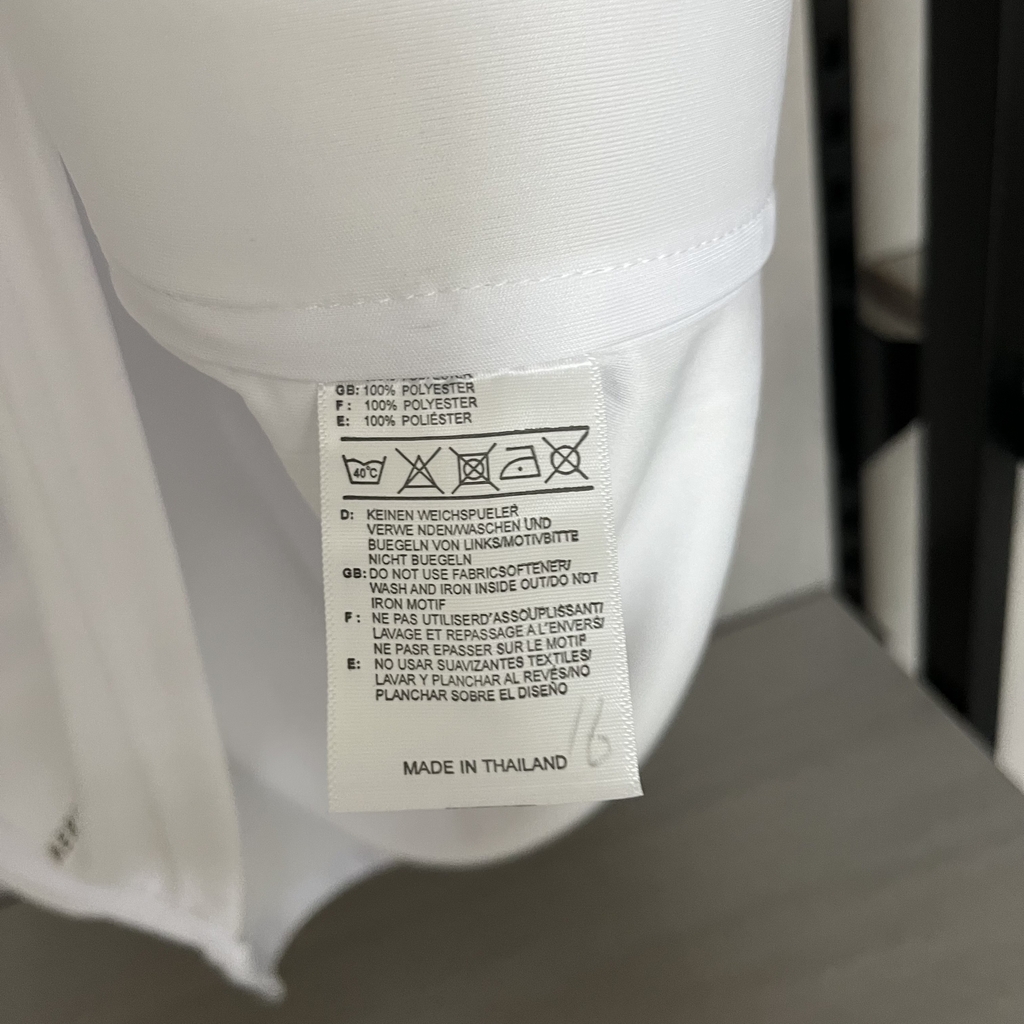 GB: 100% POLYESTER
F: 100% POLYESTER
E: 100% POLIÉSTER
40°C
D: KEINEN WEICHSPUELER
VERWE NDEN/WASCHEN UND
BUEGELN VON LINKS/MOTIV/BITTE
NICHT BUEGELN
GB: DO NOT USE FABRICSOFTENER/
WASH AND IRON INSIDE OUT/DO NOT
IRON MOTIF
F: NE PAS UTILISERD'ASSOUPLISSANT/
LAVAGE ET REPASSAGE A L'ENVERS/
NE PASR EPASSER SUR LE MOTIF
E: NO USAR SUAVIZANTES TEXTILES/
LAVAR Y PLANCHAR AL REVÉS/NO
PLANCHAR SOBRE EL DISEÑO
16
MADE IN THAILAND